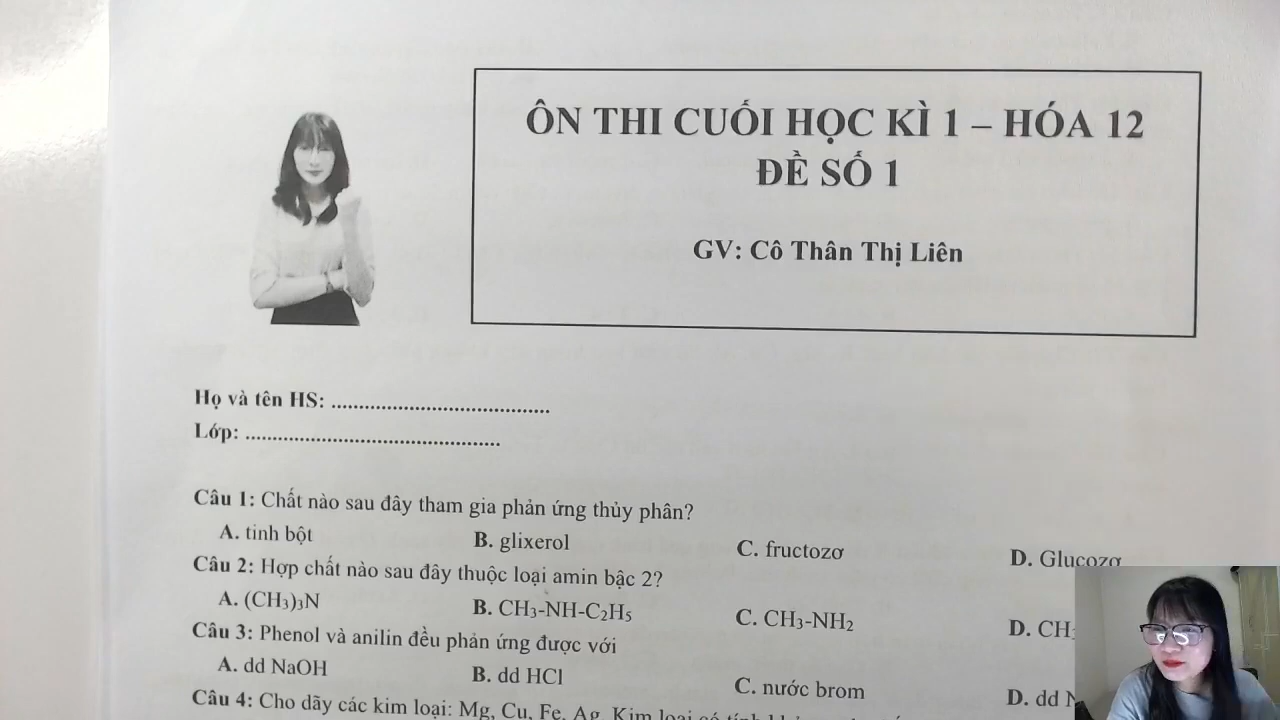 ÔN THI CUỐI HỌC KÌ 1 – HÓA 12
ĐỀ SỐ 1
GV: Cô Thân Thị Liên
Họ và tên HS: ........................................
Lớp: ...............................................
Câu 1: Chất nào sau đây tham gia phản ứng thủy phân?
A. tinh bột B. glixerol C. fructozơ D. Glucozơ
Câu 2: Hợp chất nào sau đây thuộc loại amin bậc 2?
A. (CH₃)₃N B. CH₃-NH-C₂H₅ C. CH₃-NH₂ D.
Câu 3: Phenol và anilin đều phản ứng được với
A. dd NaOH B. dd HCl C. nước brom D. dd
Câu 4: Cho dãy các kim loại: Mg, Cu, Fe, Ag. Kim loại có